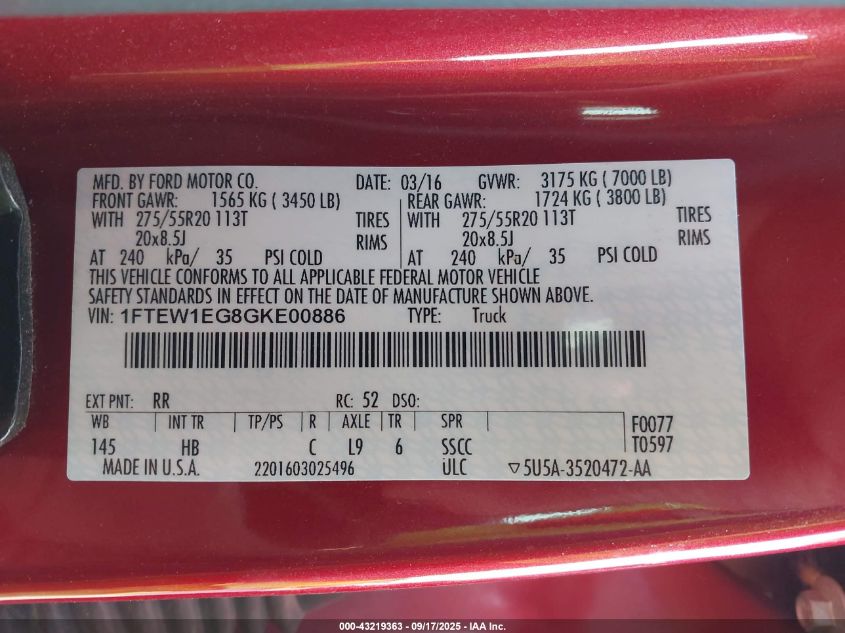 MFD. BY FORD MOTOR CO. DATE: 03/16 GVWR: 3175 KG ( 7000 LB)
FRONT GAWR: 1565 KG ( 3450 LB) REAR GAWR: 1724 KG ( 3800 LB)
WITH 275/55R20 113T TIRES WITH 275/55R20 113T TIRES
20x8.5J RIMS 20x8.5J RIMS
AT 240 kPa/ 35 PSI COLD AT 240 kPa/ 35 PSI COLD
THIS VEHICLE CONFORMS TO ALL APPLICABLE FEDERAL MOTOR VEHICLE
SAFETY STANDARDS IN EFFECT ON THE DATE OF MANUFACTURE SHOWN ABOVE.
VIN: 1FTEW1EG8GKE00886 TYPE: Truck
EXT PNT: RR RC: 52 DSO:
WB INT TR TP/PS R AXLE TR SPR F0077
145 HB C L9 6 SSCC T0597
MADE IN U.S.A. 2201603025496 ULC ▽5U5A-3520472-AA
000-43219363 - 09/17/2025 - IAA Inc.